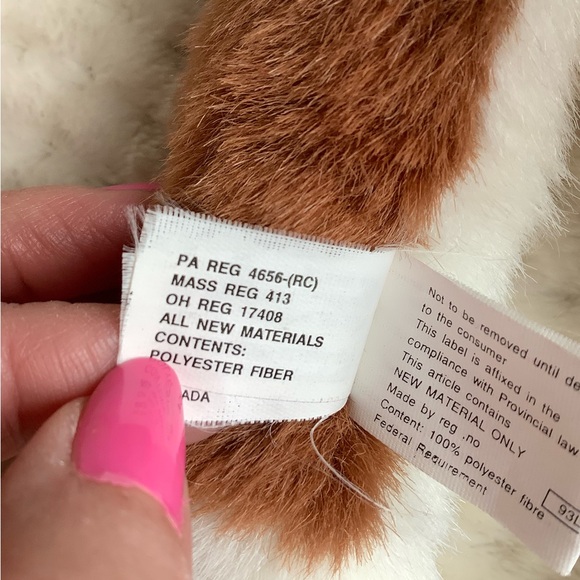 PA REG 4656-(RC)
MASS REG 413
OH REG 17408
ALL NEW MATERIALS
CONTENTS:
POLYESTER FIBER
ADA
Not to be removed until
to the consumer
This label is affixed in the
compliance with Provincial law
This article contains
NEW MATERIAL ONLY
Made by reg .no
Content: 100% polyester fibre
Federal Requirement